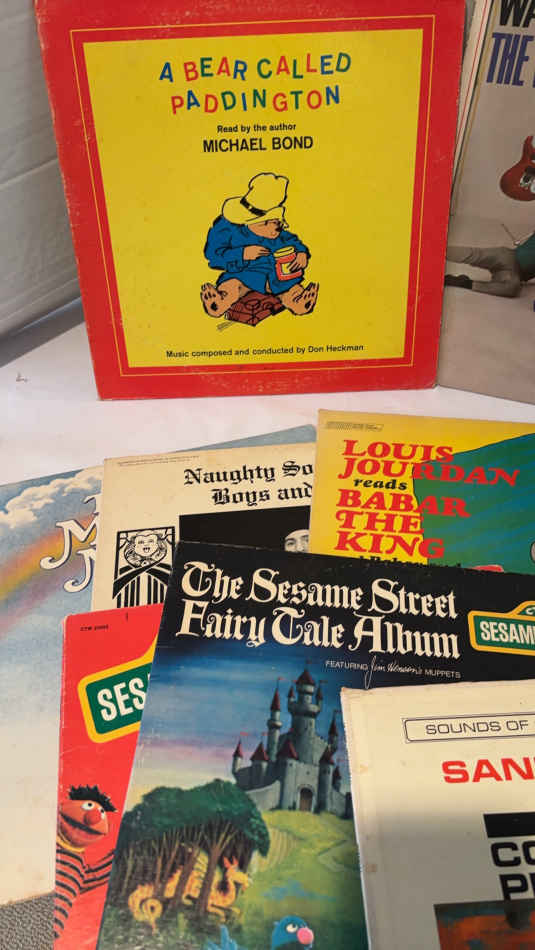 A BEAR CALLED
PADDINGTON
Read by the author
MICHAEL BOND
Music composed and conducted by Don Heckman
WA
THE
Naughty So
Boys and
LOUIS
JOURDAN
reads
BABAR
THE
KING
The Sesame Street
Fairy Tale Album
FEATURING Jim Henson's MUPPETS
SESAM
SES
SOUNDS OF
SAN
CO
P